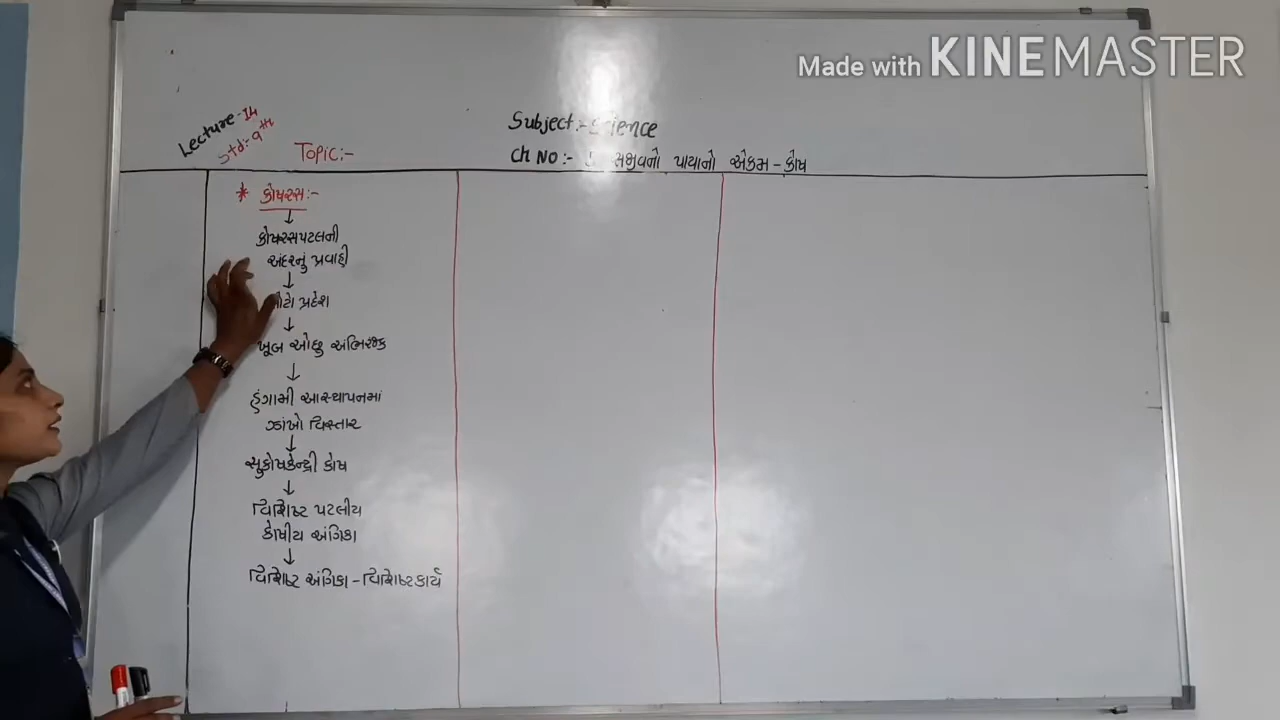 Made with KINEMASTER
Lecture-14
Std:-9th
Topic:-
Subject:- Science
Ch No:- સજીવનો પાયાનો એકમ - કોષ
* કોષરસ:-
કોષરસપટલની
અંદરનું પ્રવાહી
મોટો પ્રદેશ
ખૂબ ઓછુ અભિરંજક
હંગામી આસ્થાપનમાં
ઝાંખો વિસ્તાર
સુકોષકેન્દ્રી કોષ
વિશિષ્ટ પટલીય
કોષીય અંગિકા
વિશિષ્ટ અંગિકા - વિશિષ્ટ કાર્ય